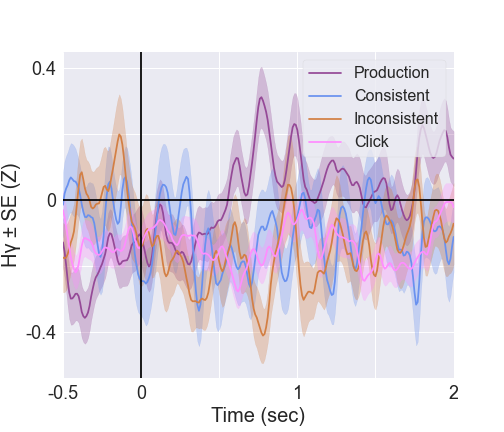 Production
Consistent
Inconsistent
Click
0.4
0
-0.4
Hγ ± SE (Z)
-0.5
0
1
2
Time (sec)